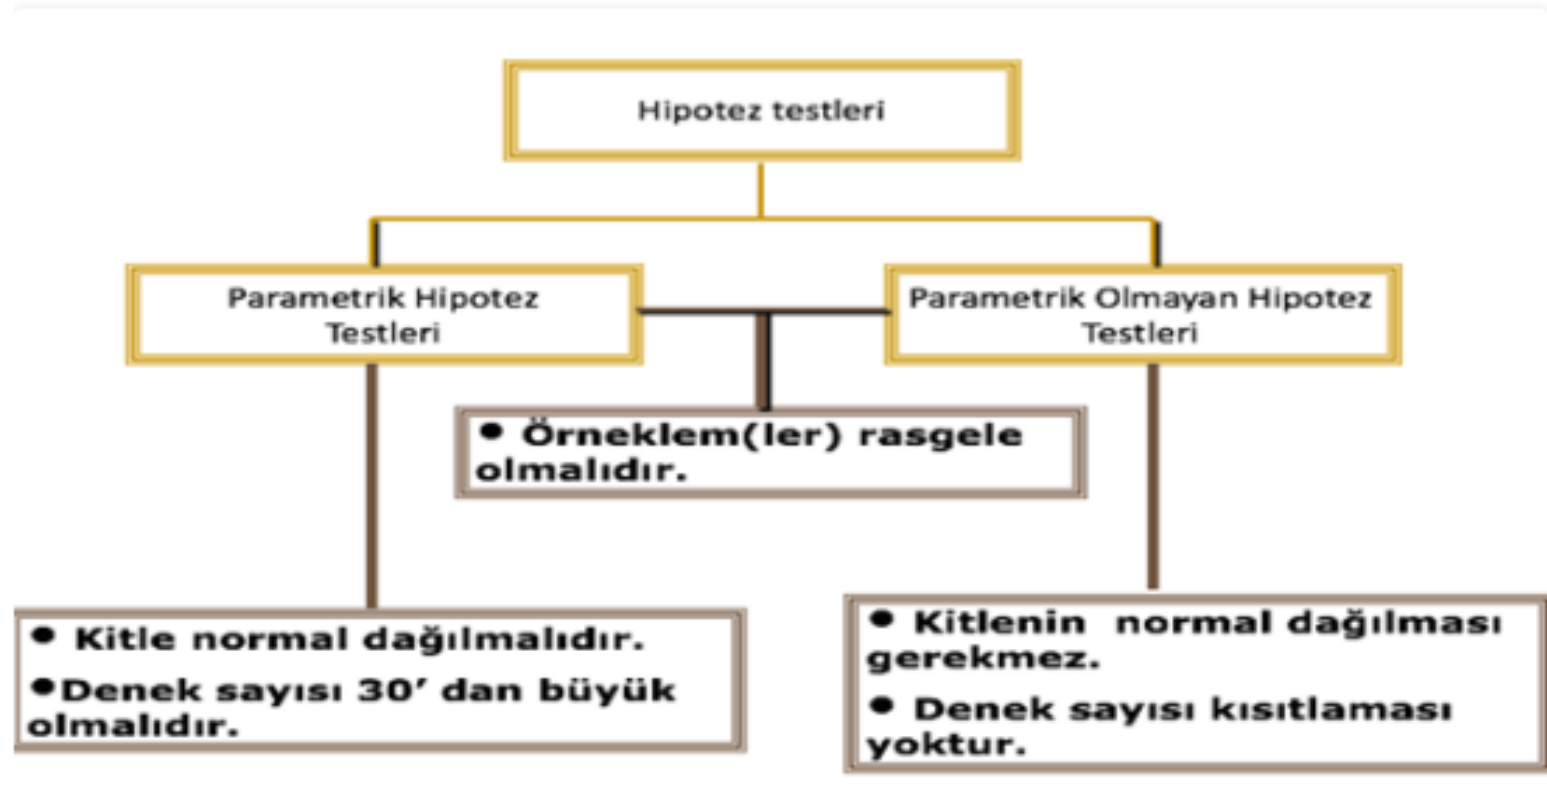 Hipotez testleri
Parametrik Hipotez
Testleri
Parametrik Olmayan Hipotez
Testleri
• Örneklem(ler) rasgele
olmalıdır.
• Kitle normal dağılmalıdır.
•Denek sayısı 30’ dan büyük
olmalıdır.
• Kitlenin normal dağılması
gerekmez.
• Denek sayısı kısıtlaması
yoktur.